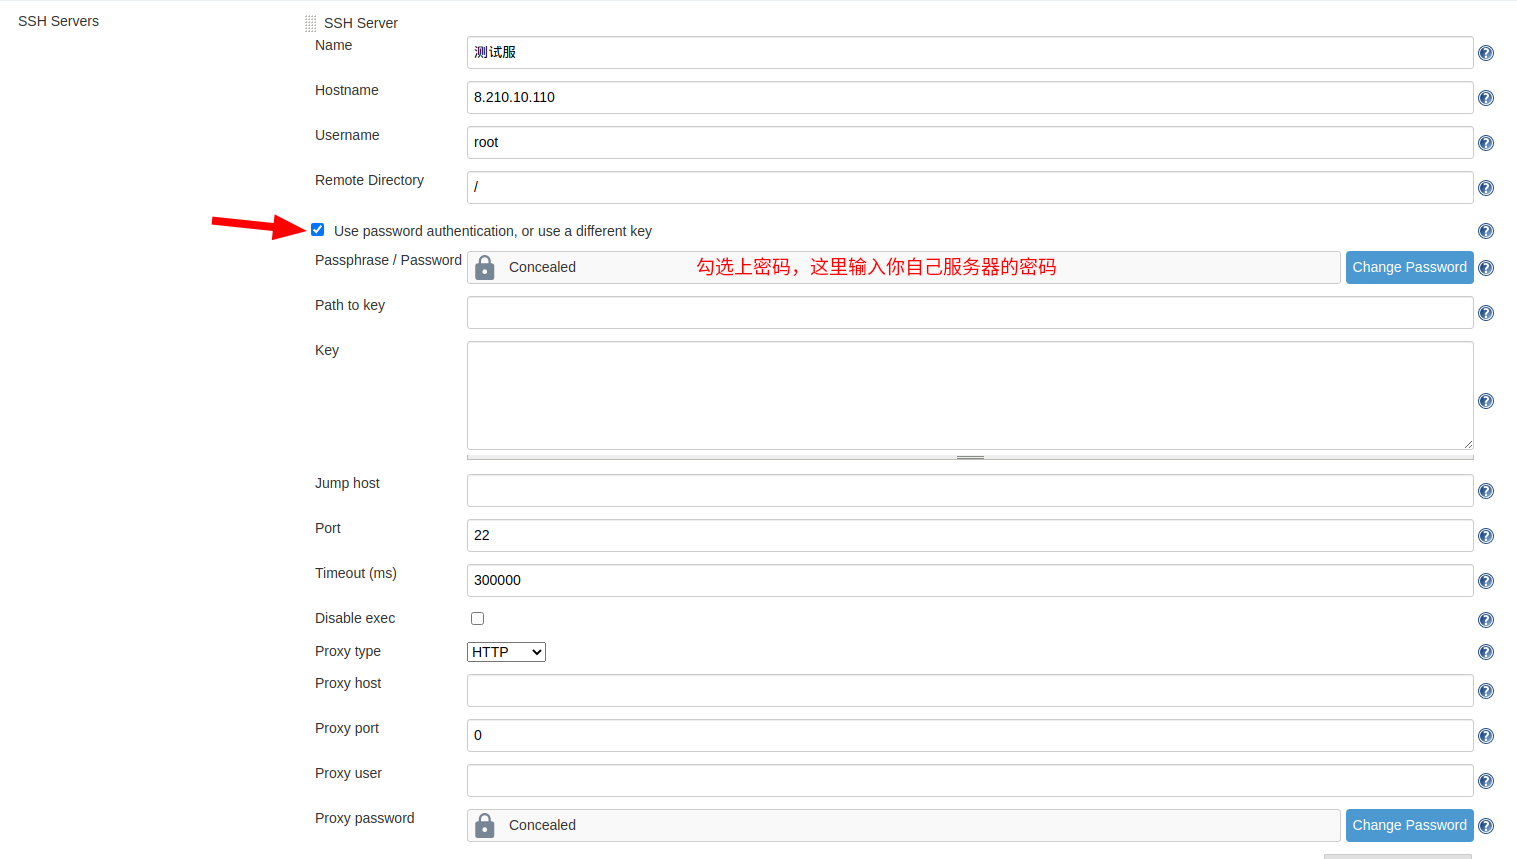 SSH Servers
SSH Server
Name
测试服
Hostname
8.210.10.110
Username
root
Remote Directory
/
Use password authentication, or use a different key
Passphrase / Password
Concealed
勾选上密码，这里输入你自己服务器的密码
Change Password
Path to key
Key
Jump host
Port
22
Timeout (ms)
300000
Disable exec
Proxy type
HTTP
Proxy host
Proxy port
0
Proxy user
Proxy password
Concealed
Change Password